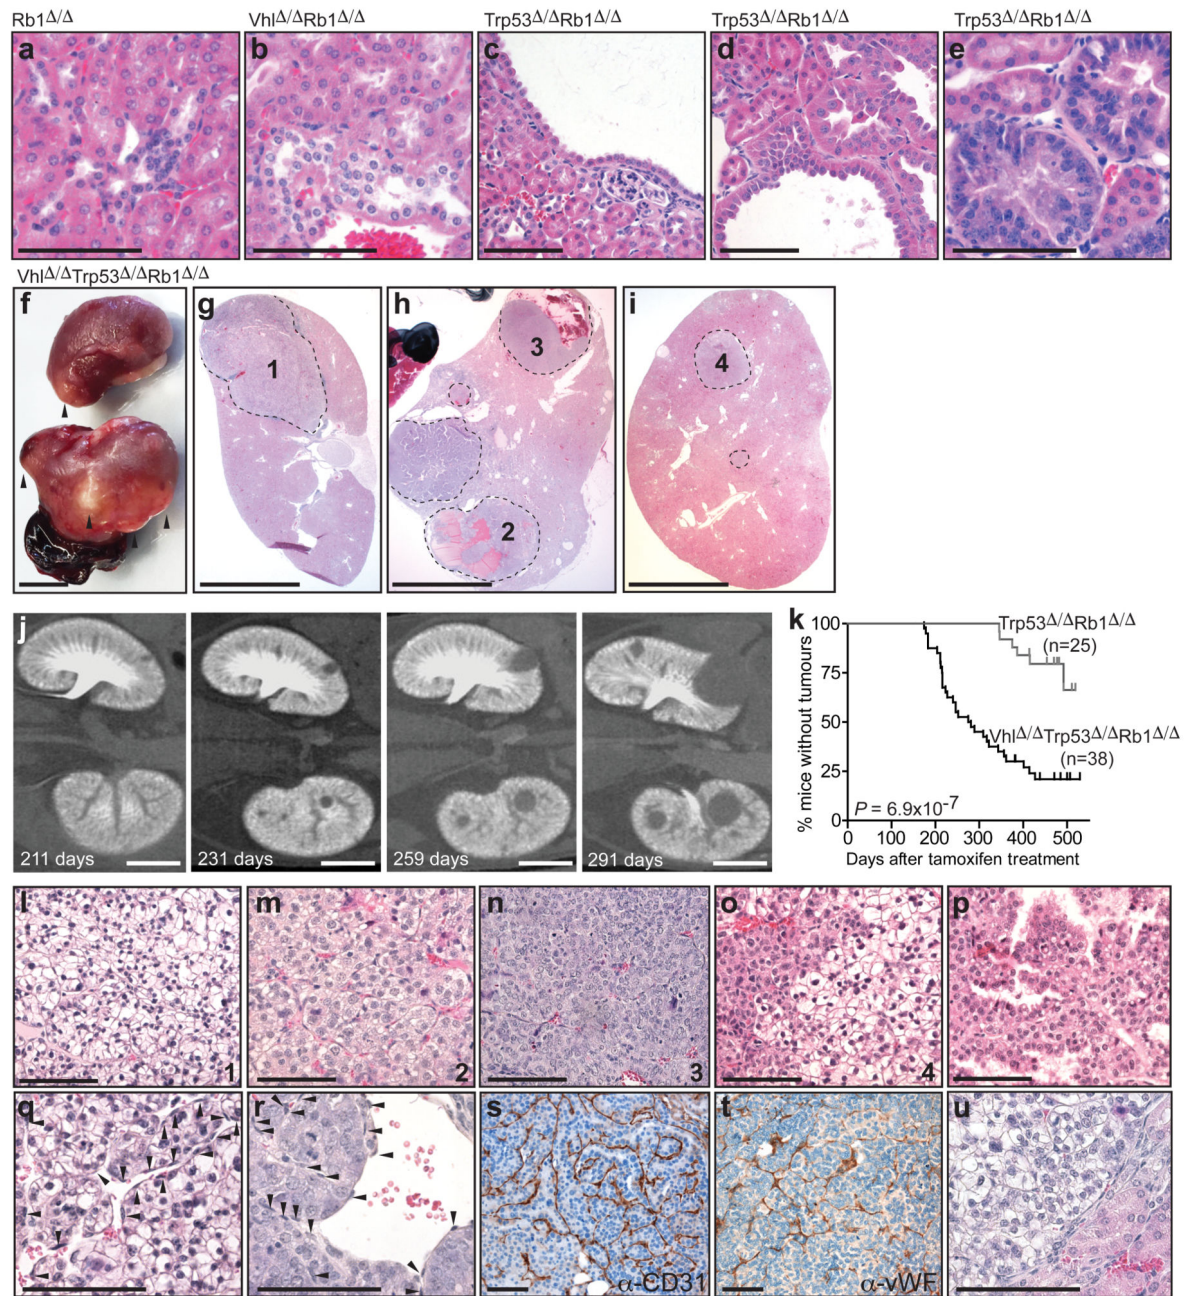 Rb1Δ/Δ VhlΔ/ΔRb1Δ/Δ Trp53Δ/ΔRb1Δ/Δ Trp53Δ/ΔRb1Δ/Δ Trp53Δ/ΔRb1Δ/Δ
a b c d e
VhlΔ/ΔTrp53Δ/ΔRb1Δ/Δ
f g h i
1 2 3 4
j
211 days 231 days 259 days 291 days
k
% mice without tumours
100
75
50
25
0
Trp53Δ/ΔRb1Δ/Δ
(n=25)
VhlΔ/ΔTrp53Δ/ΔRb1Δ/Δ
(n=38)
P = 6.9x10-7
0 100 200 300 400 500
Days after tamoxifen treatment
l m n o p
1 2 3 4
q r s t u
α-CD31 α-vWF